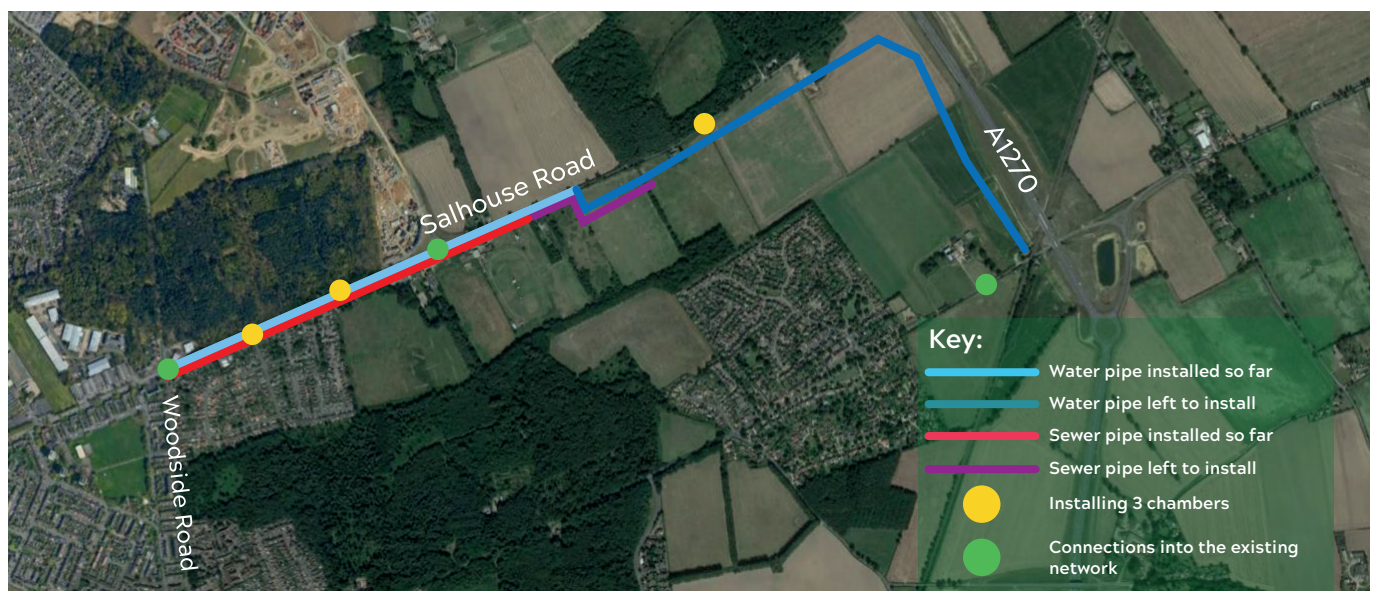 Salhouse Road
A1270
Woodside Road
Key:
Water pipe installed so far
Water pipe left to install
Sewer pipe installed so far
Sewer pipe left to install
Installing 3 chambers
Connections into the existing
network